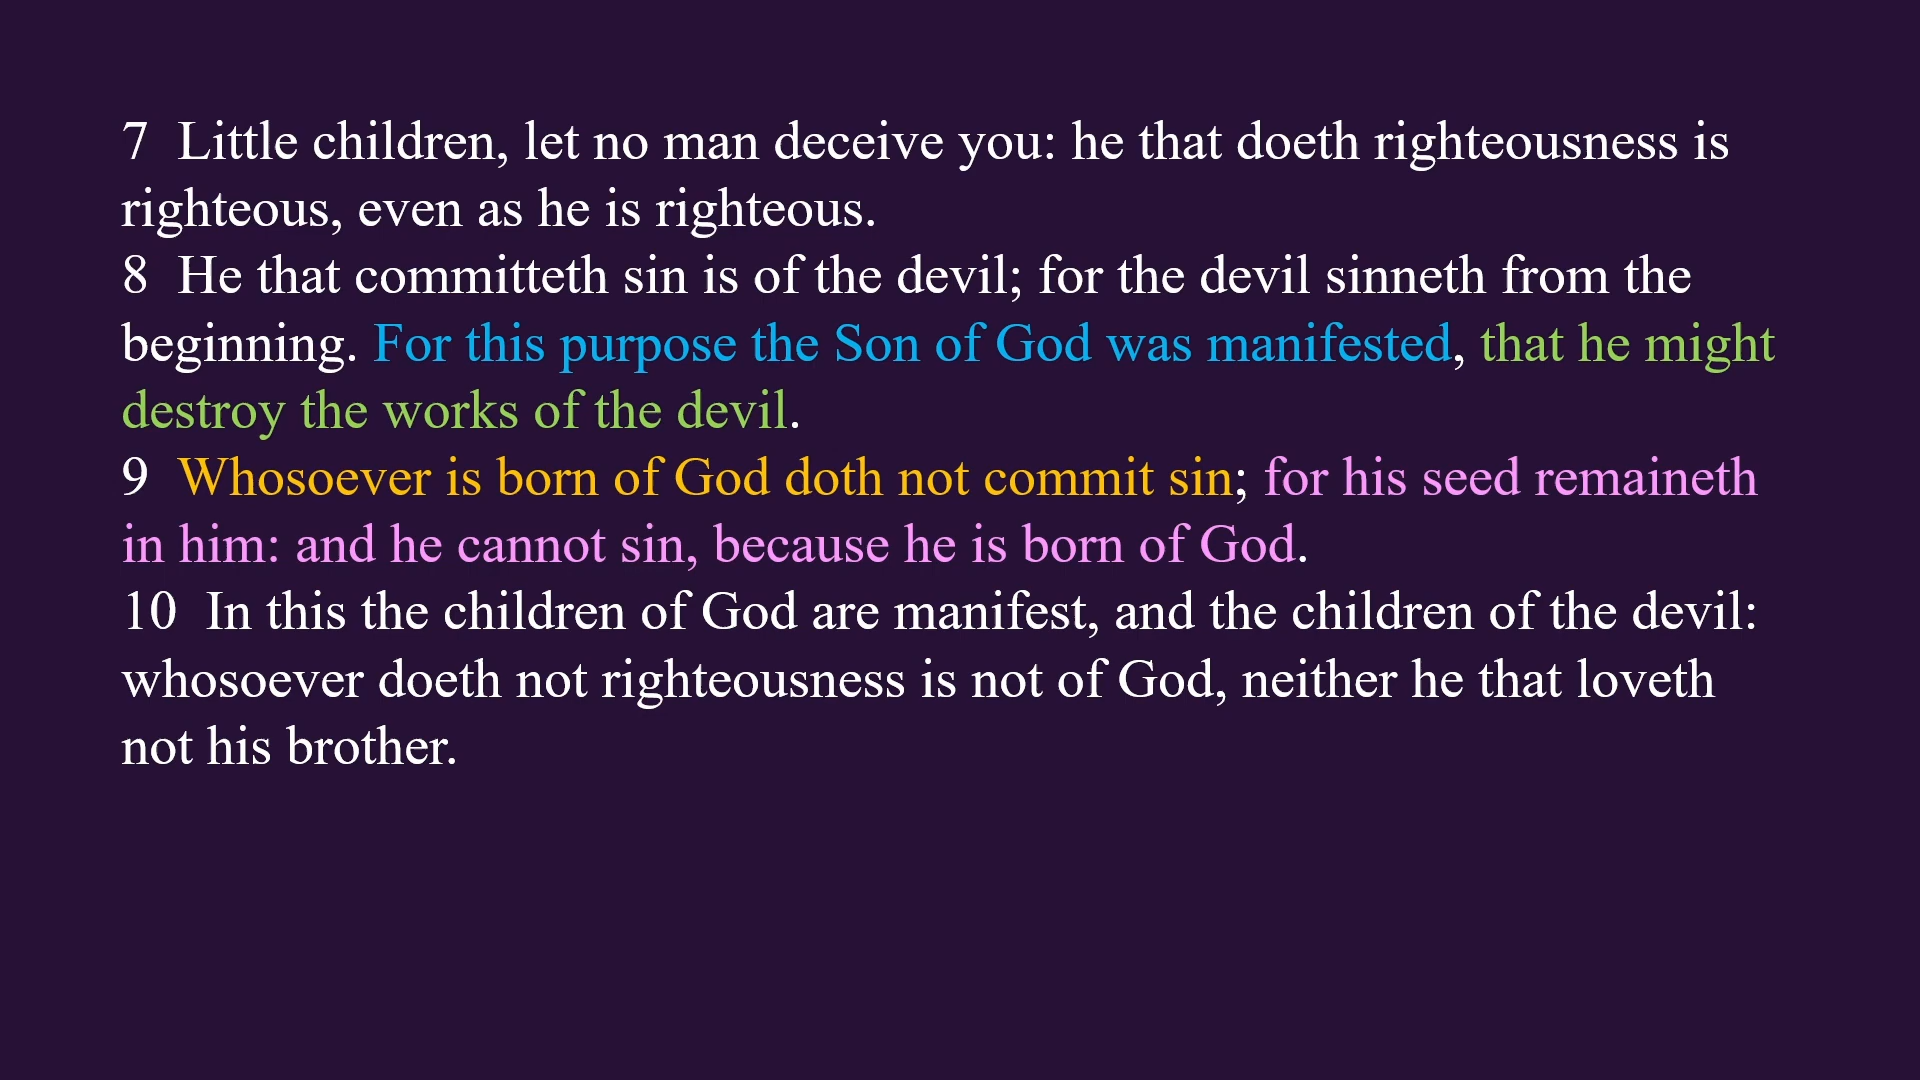 7  Little children, let no man deceive you: he that doeth righteousness is
righteous, even as he is righteous.
8  He that committeth sin is of the devil; for the devil sinneth from the
beginning. For this purpose the Son of God was manifested, that he might
destroy the works of the devil.
9  Whosoever is born of God doth not commit sin; for his seed remaineth
in him: and he cannot sin, because he is born of God.
10  In this the children of God are manifest, and the children of the devil:
whosoever doeth not righteousness is not of God, neither he that loveth
not his brother.